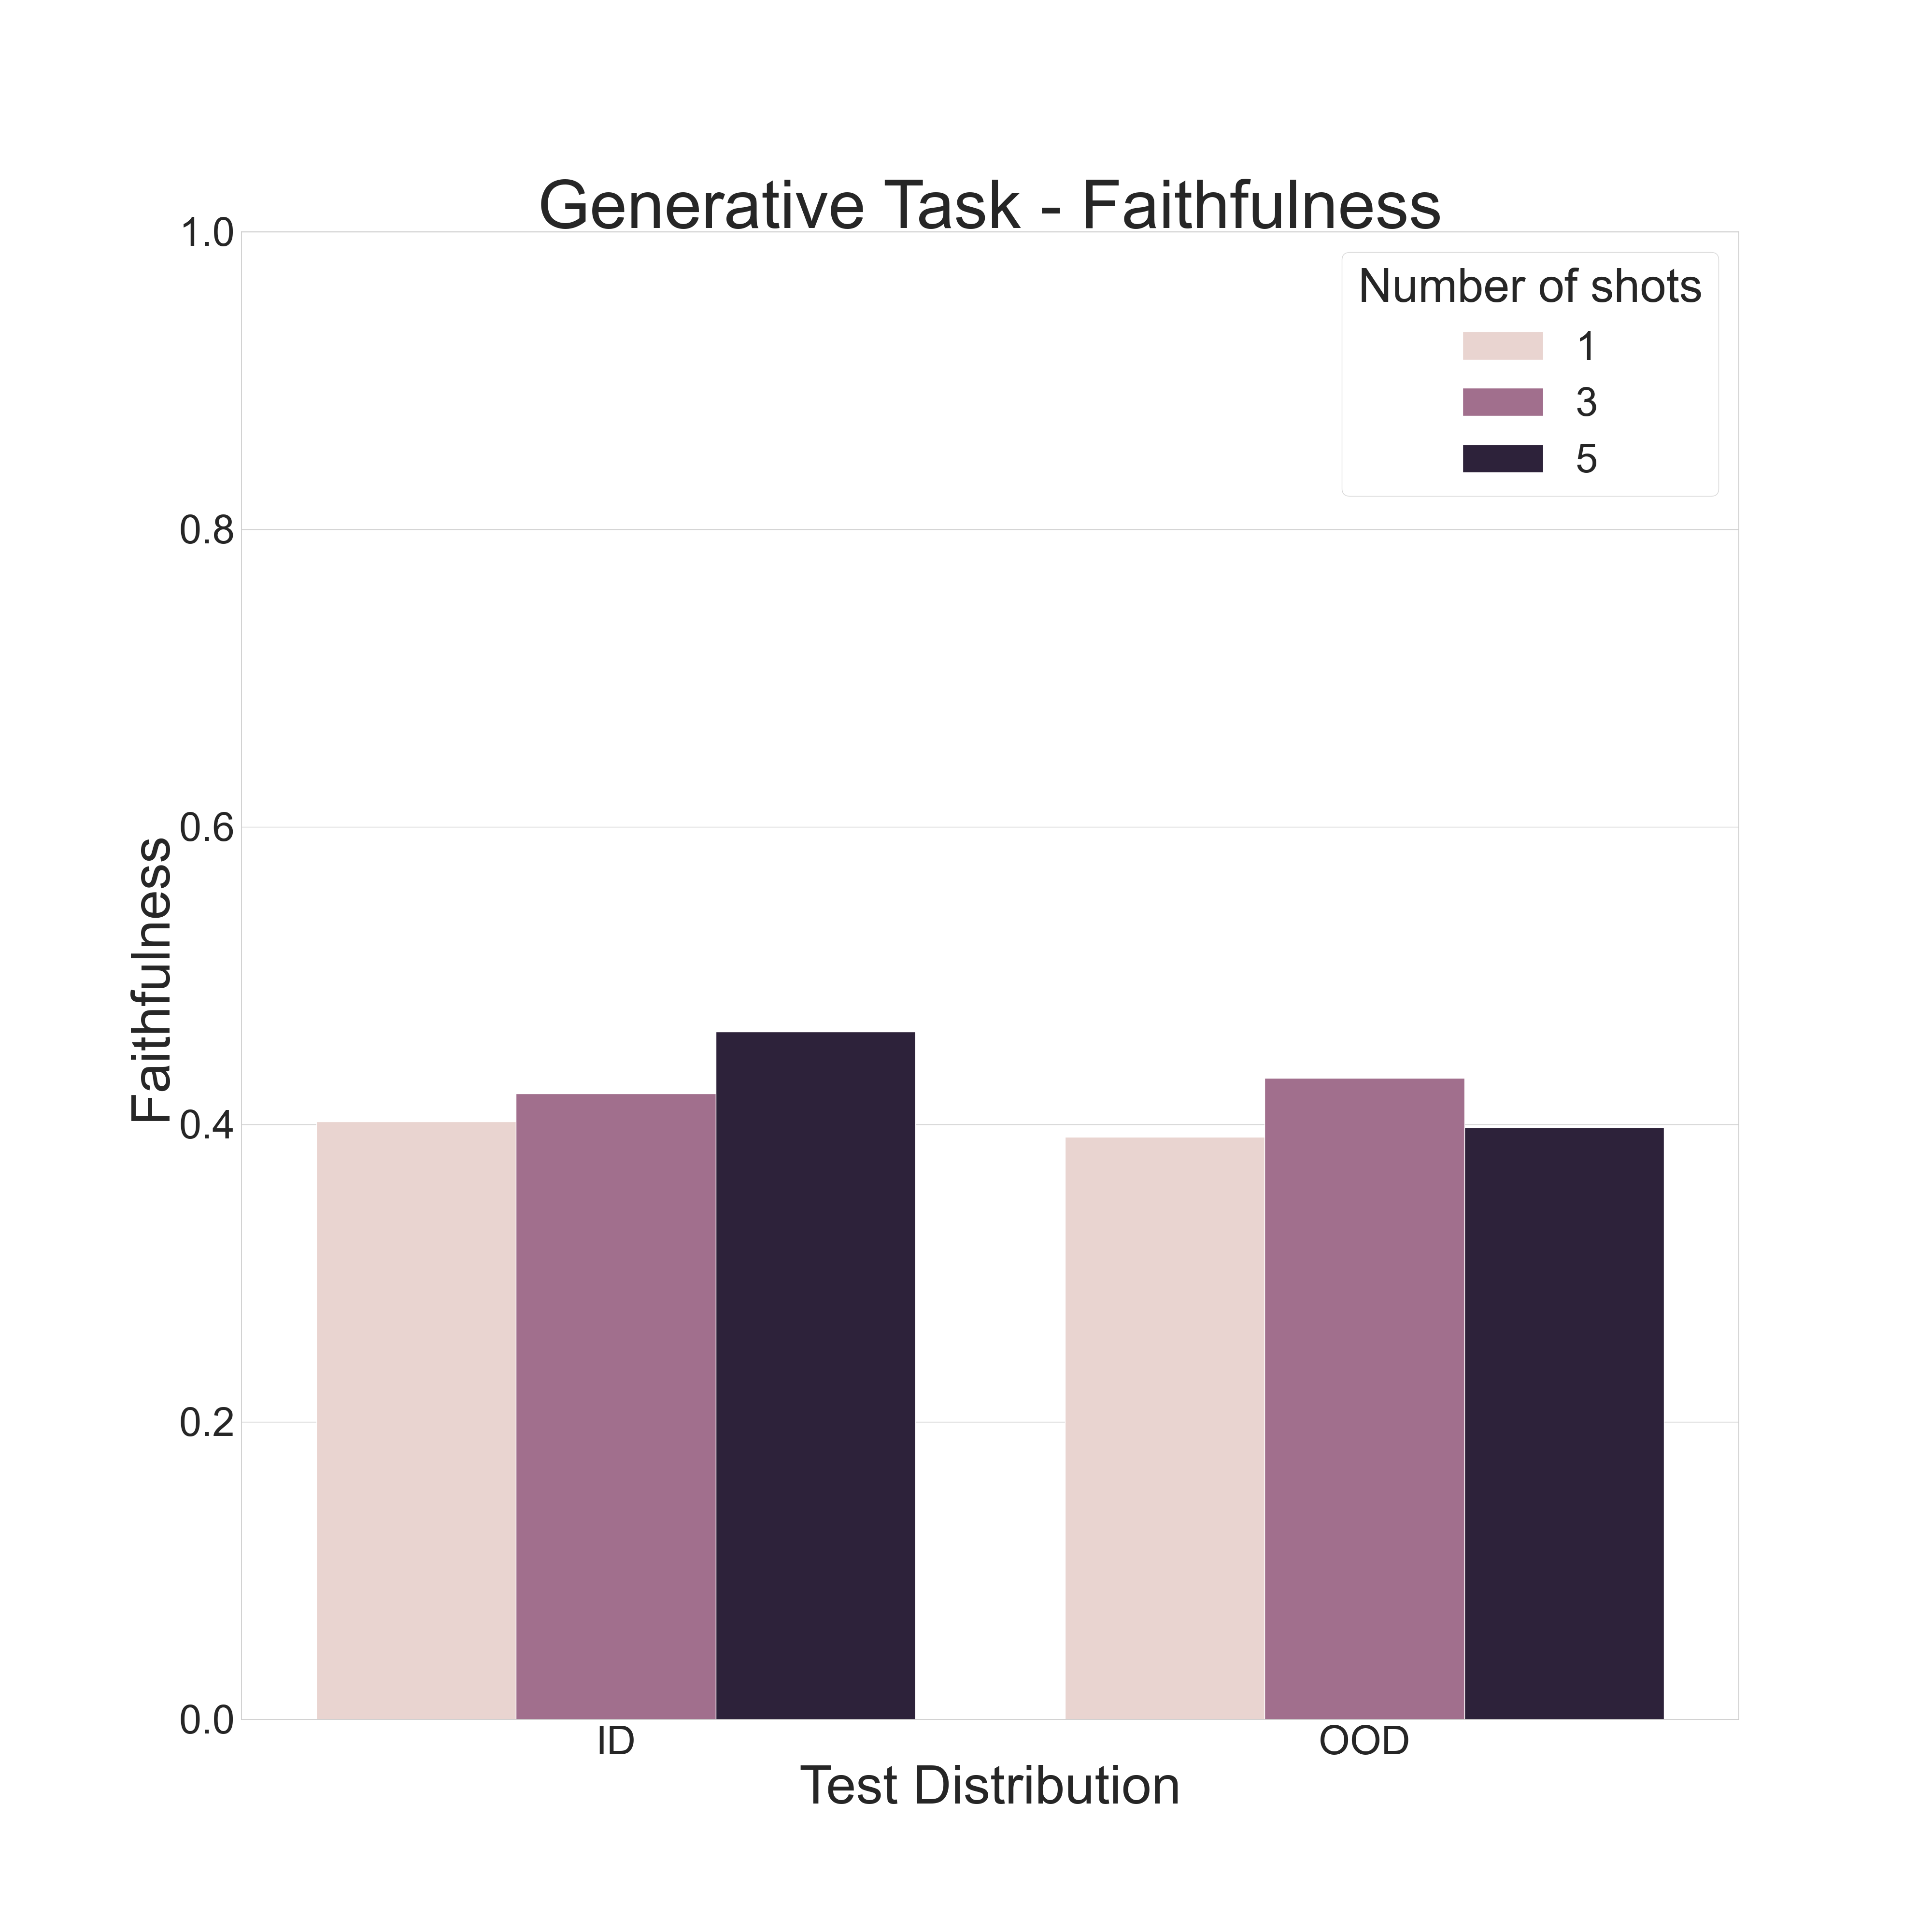 Generative Task - Faithfulness
1.0
0.8
0.6
0.4
0.2
0.0
Faithfulness
Number of shots
1
3
5
ID
OOD
Test Distribution